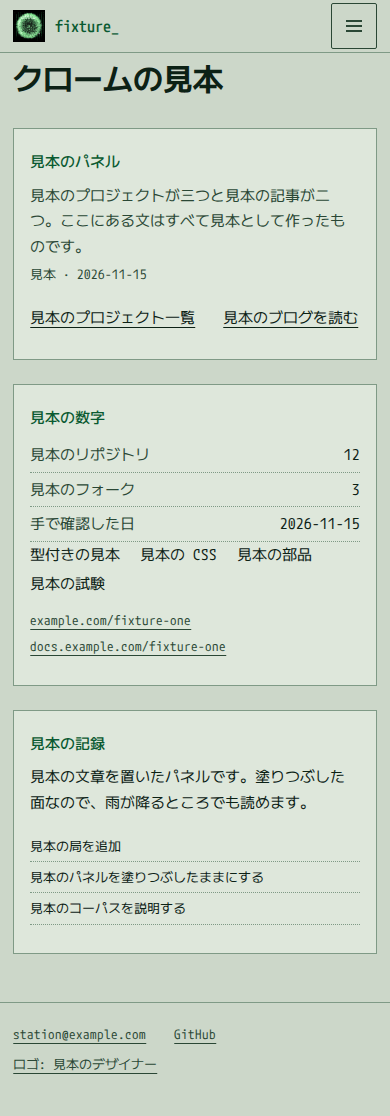 fixture_
クロームの見本
見本のパネル
見本のプロジェクトが三つと見本の記事が二
つ。ここにある文はすべて見本として作ったも
のです。
見本 · 2026-11-15
見本のプロジェクト一覧 見本のブログを読む
見本の数字
見本のリポジトリ 12
見本のフォーク 3
手で確認した日 2026-11-15
型付きの見本 見本の CSS 見本の部品
見本の試験
example.com/fixture-one
docs.example.com/fixture-one
見本の記録
見本の文章を置いたパネルです。塗りつぶした
面なので、雨が降るところでも読めます。
見本の局を追加
見本のパネルを塗りつぶしたままにする
見本のコーパスを説明する
station@example.com GitHub
ロゴ: 見本のデザイナー